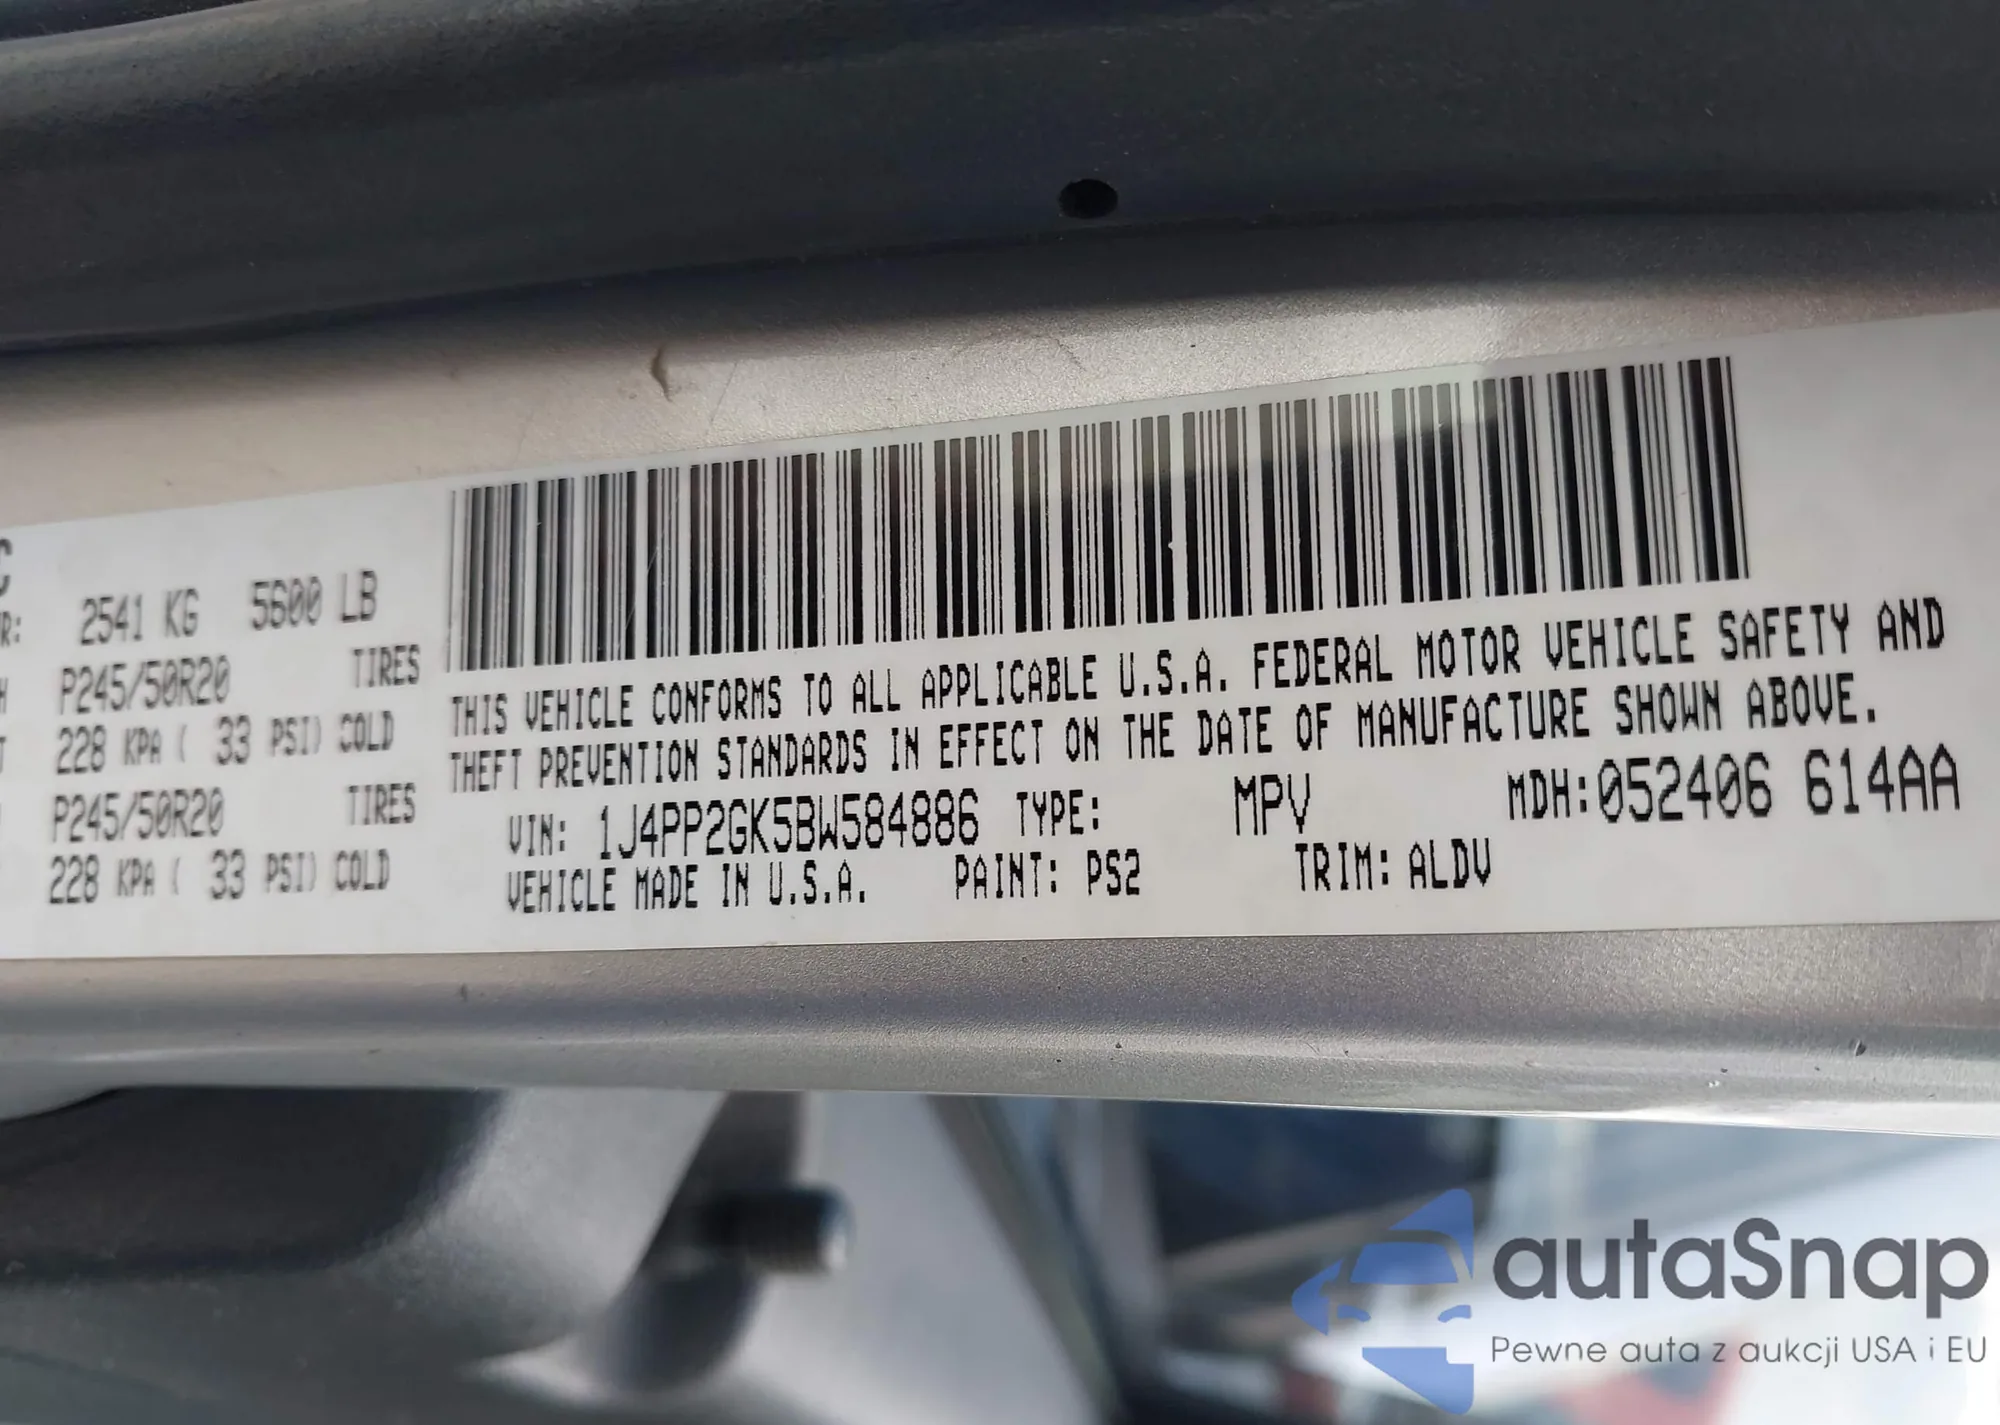 C
R: 2541 KG 5600 LB
H P245/50R20 TIRES
T 228 KPA ( 33 PSI) COLD
P245/50R20 TIRES
228 KPA ( 33 PSI) COLD
THIS VEHICLE CONFORMS TO ALL APPLICABLE U.S.A. FEDERAL MOTOR VEHICLE SAFETY AND
THEFT PREVENTION STANDARDS IN EFFECT ON THE DATE OF MANUFACTURE SHOWN ABOVE.
VIN: 1J4PP2GK5BW584886 TYPE: MPV MDH:052406 614AA
VEHICLE MADE IN U.S.A. PAINT: PS2 TRIM: ALDV
autaSnap
Pewne auta z aukcji USA i EU